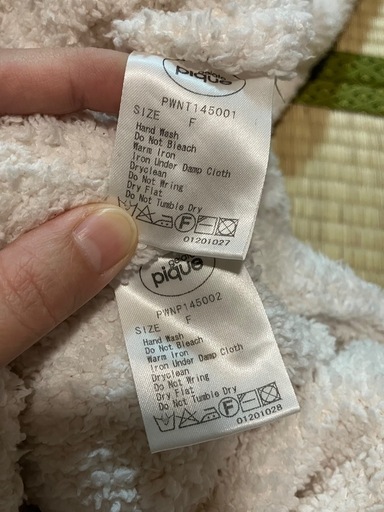 pique
PWNT145001
SIZE F
Hand Wash
Do Not Bleach
Warm Iron
Iron Under Damp Cloth
Dryclean
Do Not Wring
Dry Flat
Do Not Tumble Dry
F
01201027
pique
PWNP145002
SIZE F
Hand Wash
Do Not Bleach
Warm Iron
Iron Under Damp Cloth
Dryclean
Do Not Wring
Dry Flat
Do Not Tumble Dry
F
01201028